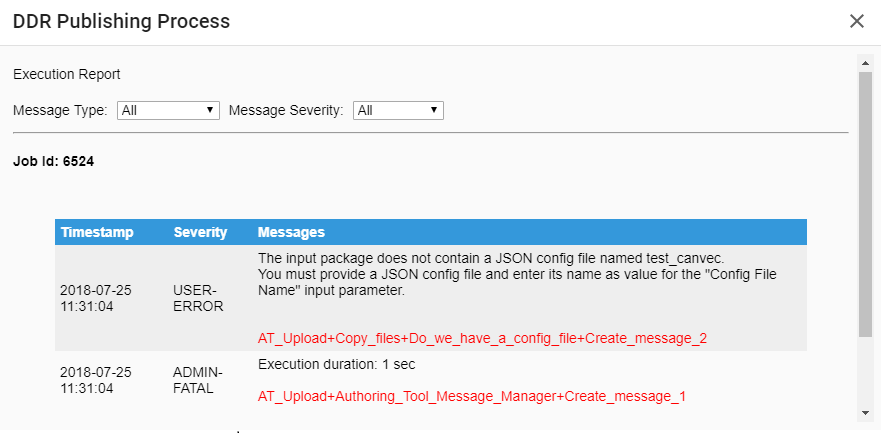 DDR Publishing Process
Execution Report
Message Type: All Message Severity: All
Job Id: 6524
Timestamp Severity Messages
2018-07-25 11:31:04
USER-ERROR
The input package does not contain a JSON config file named test_canvec.
You must provide a JSON config file and enter its name as value for the "Config File
Name" input parameter.
AT_Upload+Copy_files+Do_we_have_a_config_file+Create_message_2
2018-07-25 11:31:04
ADMIN-FATAL
Execution duration: 1 sec
AT_Upload+Authoring_Tool_Message_Manager+Create_message_1